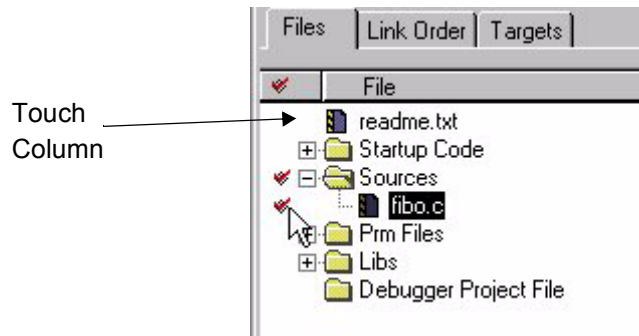 Files Link Order Targets
File
Touch
Column
readme.txt
Startup Code
Sources
fibo.c
Prm Files
Libs
Debugger Project File